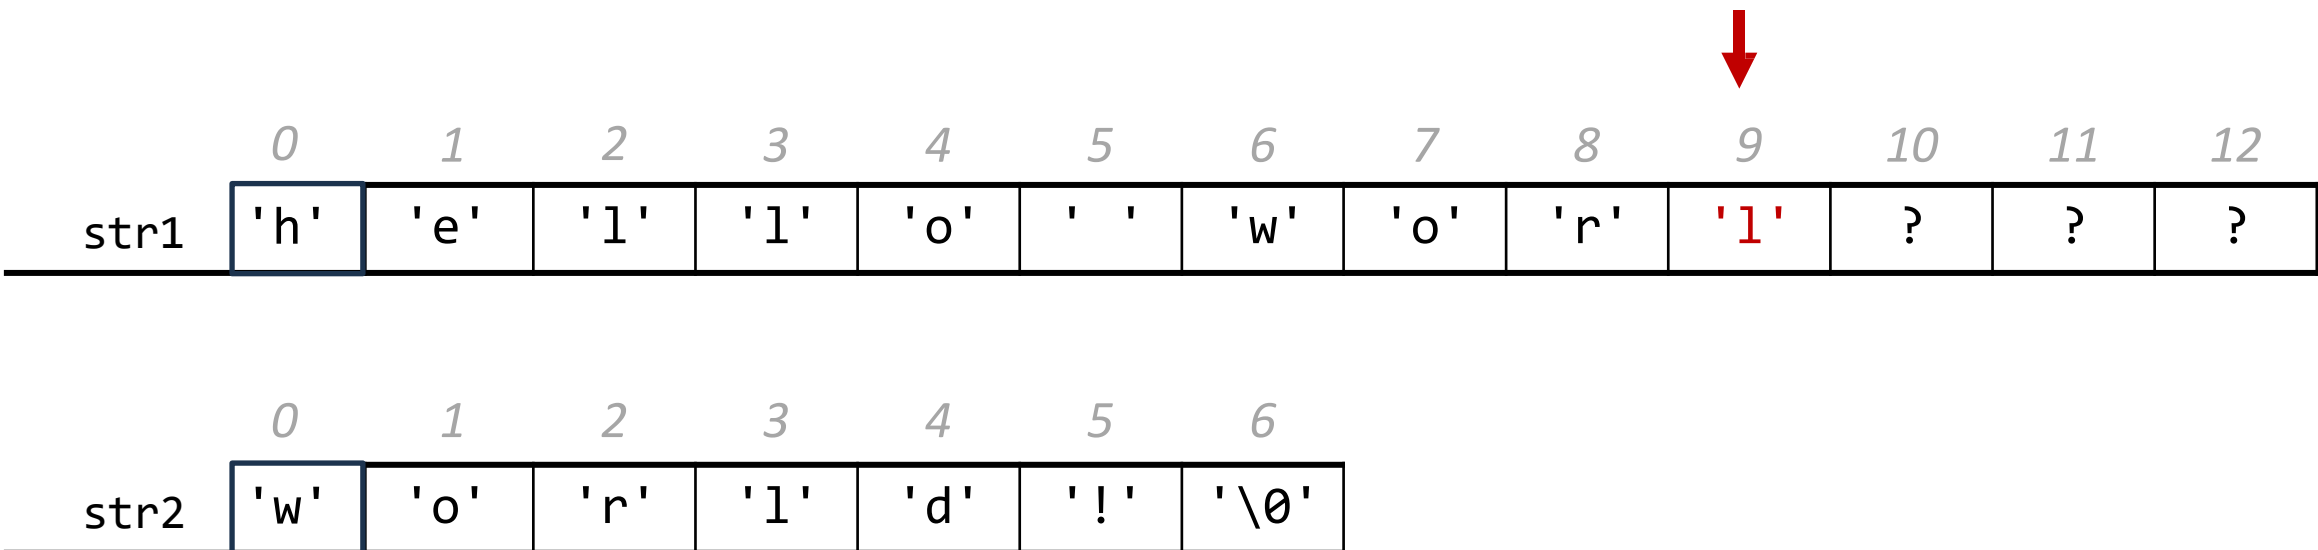 0 1 2 3 4 5 6 7 8 9 10 11 12
str1 'h' 'e' 'l' 'l' 'o' ' ' 'w' 'o' 'r' 'l' ? ? ?
0 1 2 3 4 5 6
str2 'w' 'o' 'r' 'l' 'd' '!' '\0'